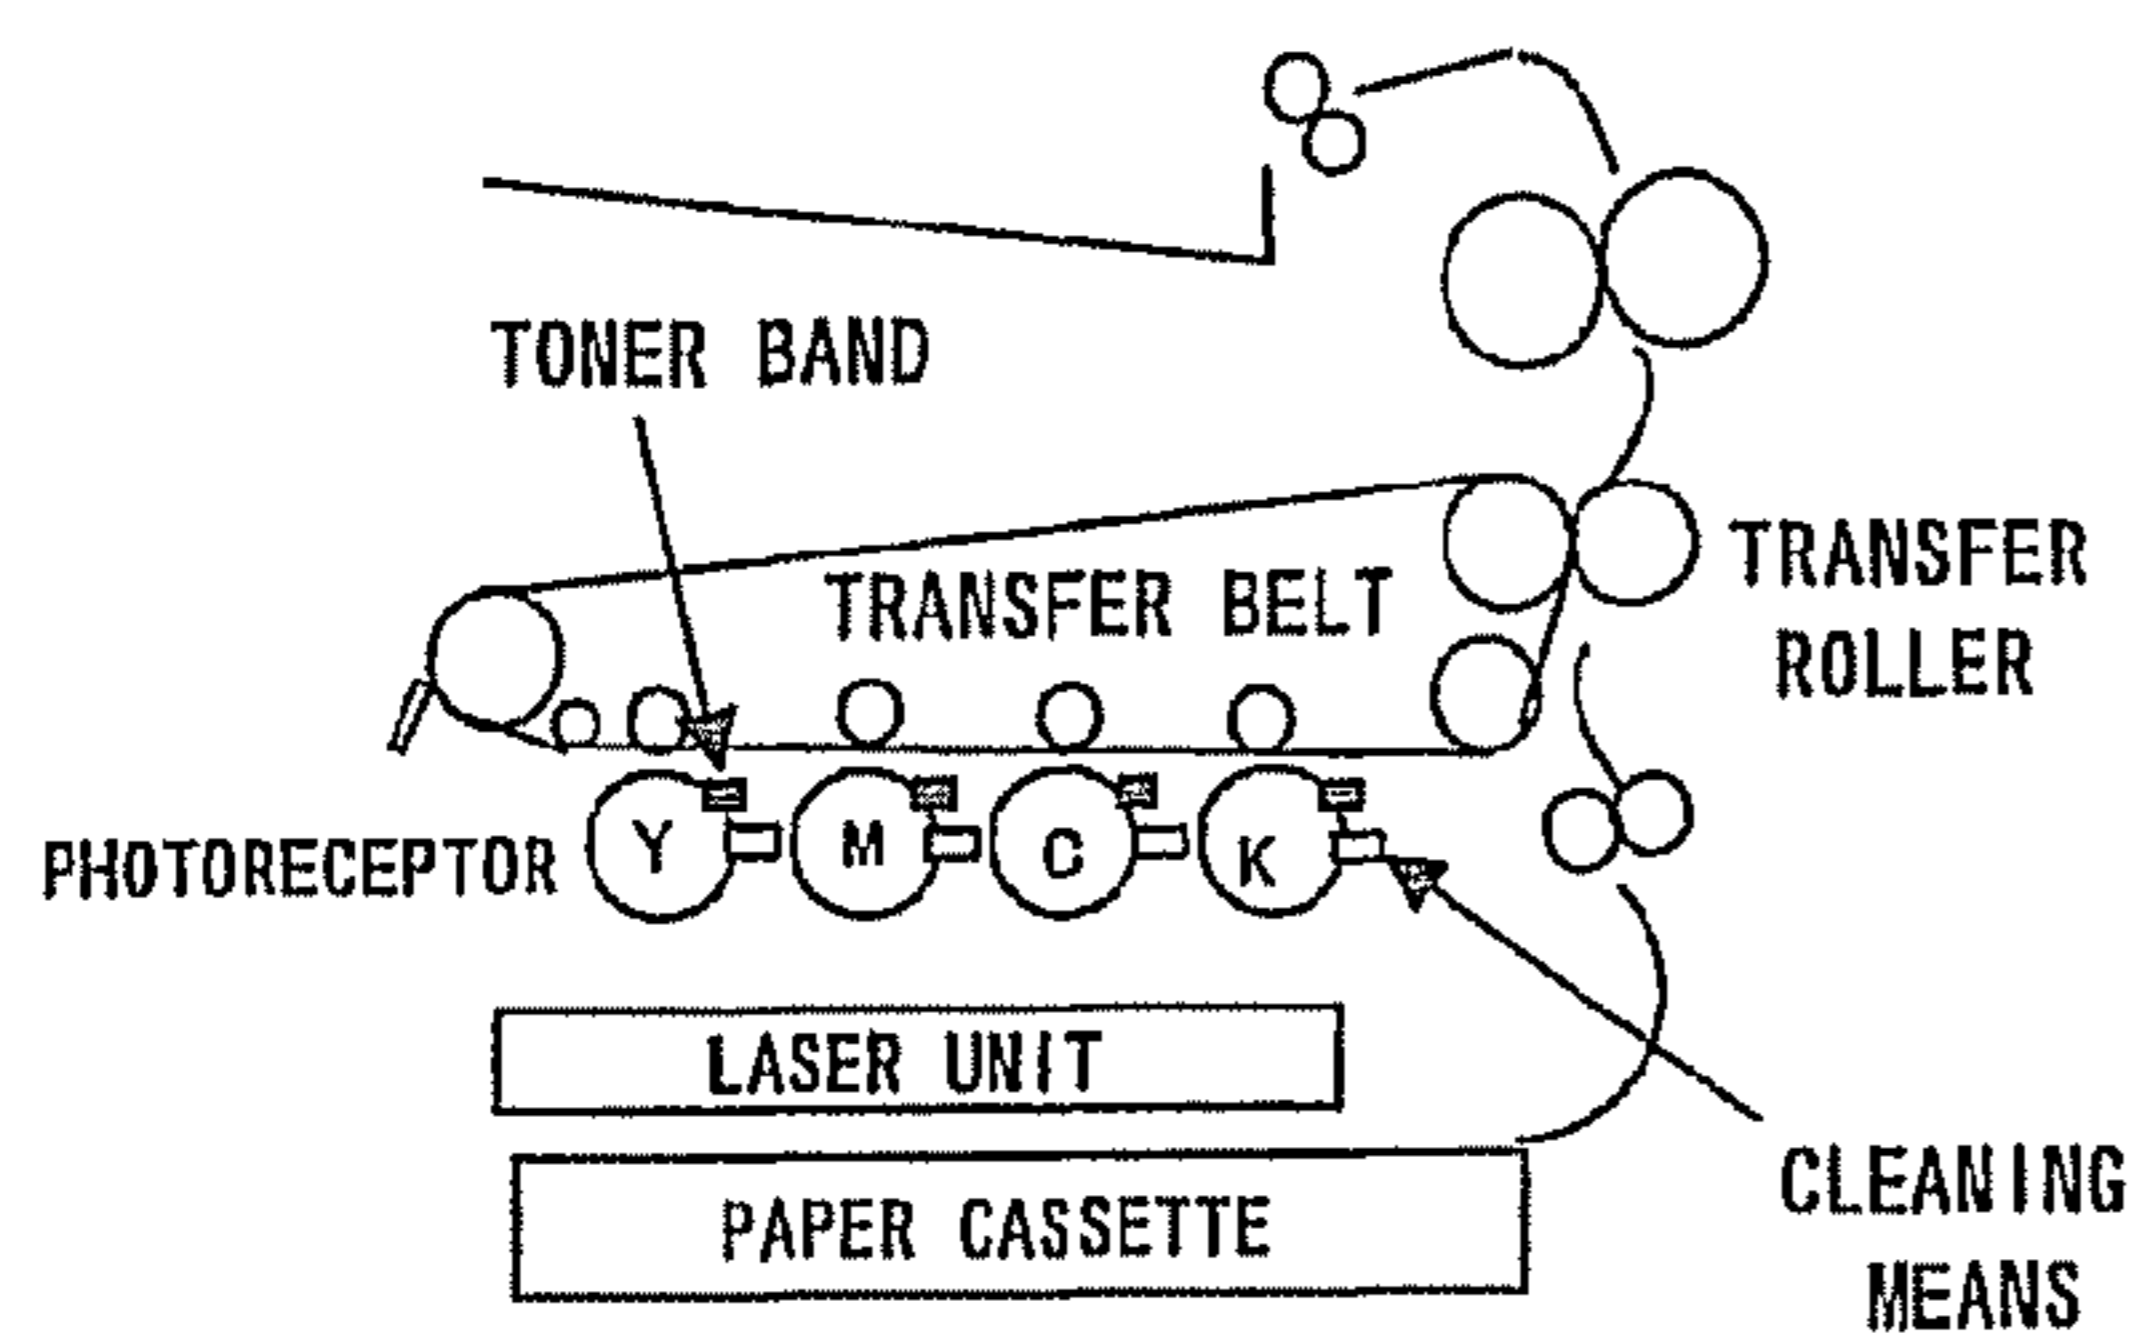 TONER BAND
TRANSFER BELT
TRANSFER
ROLLER
PHOTORECEPTOR
Y
M
C
K
LASER UNIT
PAPER CASSETTE
CLEANING
MEANS